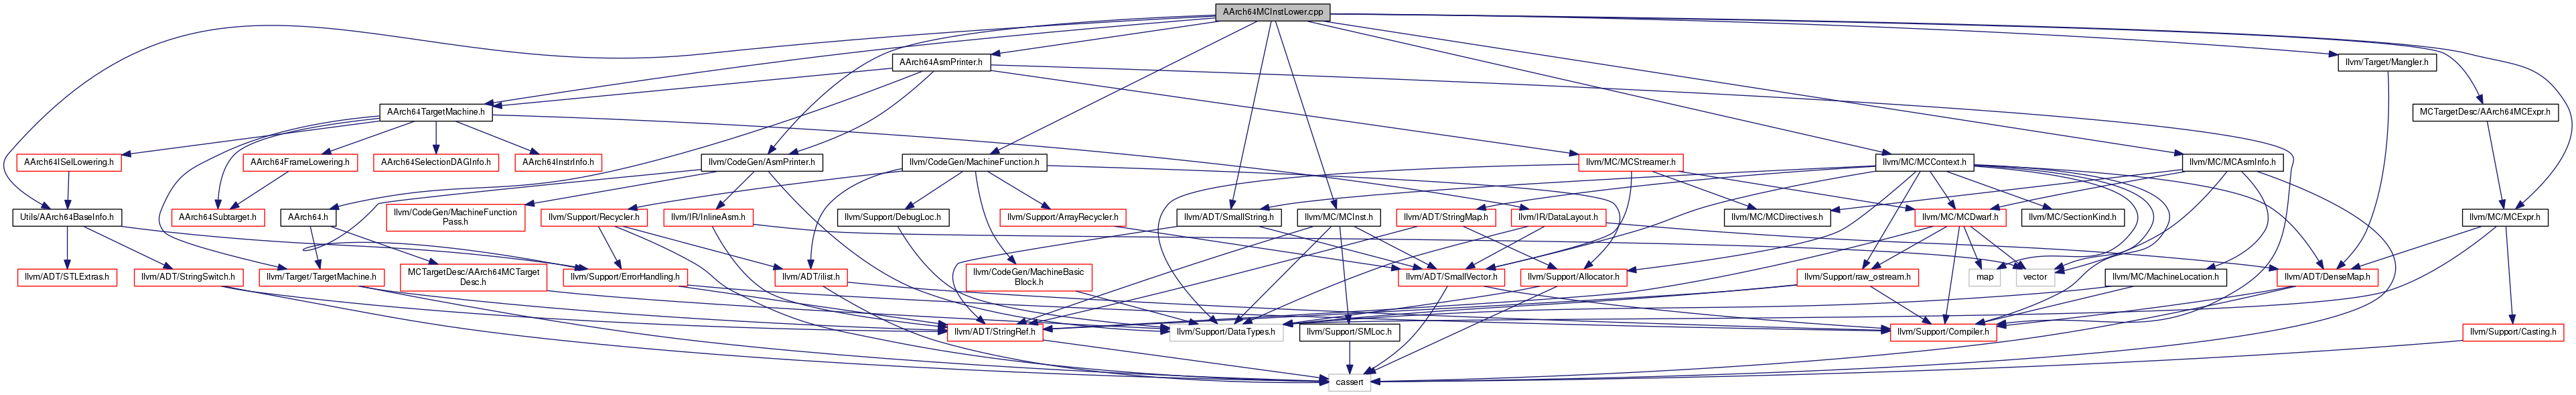 AArch64MCInstLower.cpp
AArch64AsmPrinter.h
llvm/Target/Mangler.h
AArch64TargetMachine.h
MCTargetDesc/AArch64MCExpr.h
AArch64ISelLowering.h
AArch64FrameLowering.h
AArch64SelectionDAGInfo.h
AArch64InstrInfo.h
llvm/CodeGen/AsmPrinter.h
llvm/CodeGen/MachineFunction.h
llvm/MC/MCStreamer.h
llvm/MC/MCContext.h
llvm/MC/MCAsmInfo.h
Utils/AArch64BaseInfo.h
AArch64Subtarget.h
AArch64.h
llvm/CodeGen/MachineFunction
Pass.h
llvm/Support/Recycler.h
llvm/IR/InlineAsm.h
llvm/Support/DebugLoc.h
llvm/Support/ArrayRecycler.h
llvm/ADT/SmallString.h
llvm/MC/MCInst.h
llvm/ADT/StringMap.h
llvm/IR/DataLayout.h
llvm/MC/MCDirectives.h
llvm/MC/MCDwarf.h
llvm/MC/SectionKind.h
llvm/MC/MCExpr.h
llvm/ADT/STLExtras.h
llvm/ADT/StringSwitch.h
llvm/Target/TargetMachine.h
MCTargetDesc/AArch64MCTarget
Desc.h
llvm/Support/ErrorHandling.h
llvm/ADT/ilist.h
llvm/CodeGen/MachineBasic
Block.h
llvm/ADT/SmallVector.h
llvm/Support/Allocator.h
llvm/Support/raw_ostream.h
map
vector
llvm/MC/MachineLocation.h
llvm/ADT/DenseMap.h
llvm/ADT/StringRef.h
llvm/Support/DataTypes.h
llvm/Support/SMLoc.h
llvm/Support/Compiler.h
llvm/Support/Casting.h
cassert